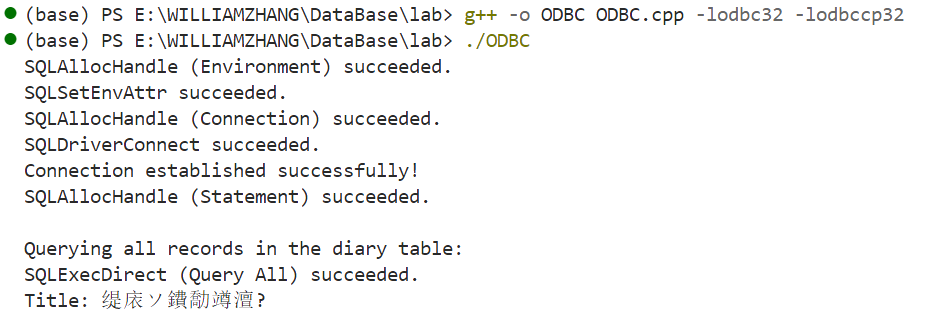 (base) PS E:\WILLIAMZHANG\DataBase\lab> g++ -o ODBC ODBC.cpp -lodbc32 -lodbccp32
(base) PS E:\WILLIAMZHANG\DataBase\lab> ./ODBC
SQLAllocHandle (Environment) succeeded.
SQLSetEnvAttr succeeded.
SQLAllocHandle (Connection) succeeded.
SQLDriverConnect succeeded.
Connection established successfully!
SQLAllocHandle (Statement) succeeded.
Querying all records in the diary table:
SQLExecDirect (Query All) succeeded.
Title: 缇庡ソ鐨勪竴澶?